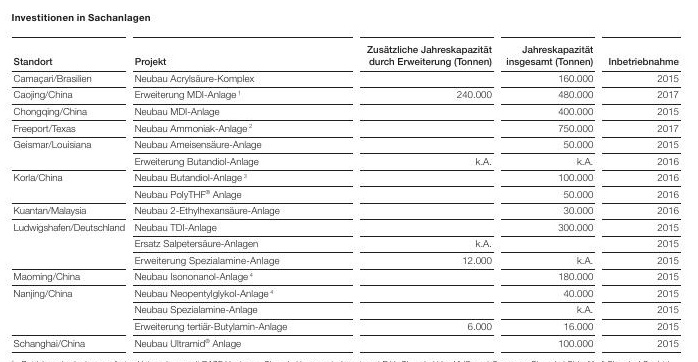 Investitionen in Sachanlagen
Zusätzliche Jahreskapazität Jahreskapazität
Standort Projekt durch Erweiterung (Tonnen) insgesamt (Tonnen) Inbetriebnahme
Camaçari/Brasilien Neubau Acrylsäure-Komplex 160.000 2015
Caojing/China Erweiterung MDI-Anlage ¹ 240.000 480.000 2017
Chongqing/China Neubau MDI-Anlage 400.000 2015
Freeport/Texas Neubau Ammoniak-Anlage ² 750.000 2017
Geismar/Louisiana Neubau Ameisensäure-Anlage 50.000 2015
Erweiterung Butandiol-Anlage k.A. k.A. 2016
Korla/China Neubau Butandiol-Anlage ³ 100.000 2016
Neubau PolyTHF® Anlage 50.000 2016
Kuantan/Malaysia Neubau 2-Ethylhexansäure-Anlage 30.000 2016
Ludwigshafen/Deutschland Neubau TDI-Anlage 300.000 2015
Ersatz Salpetersäure-Anlagen k.A. 2015
Erweiterung Spezialamine-Anlage 12.000 k.A. 2015
Maoming/China Neubau Isononanol-Anlage ⁴ 180.000 2015
Nanjing/China Neubau Neopentylglykol-Anlage ⁴ 40.000 2015
Neubau Spezialamine-Anlage k.A. 2015
Erweiterung tertiär-Butylamin-Anlage 6.000 16.000 2015
Schanghai/China Neubau Ultramid® Anlage 100.000 2015